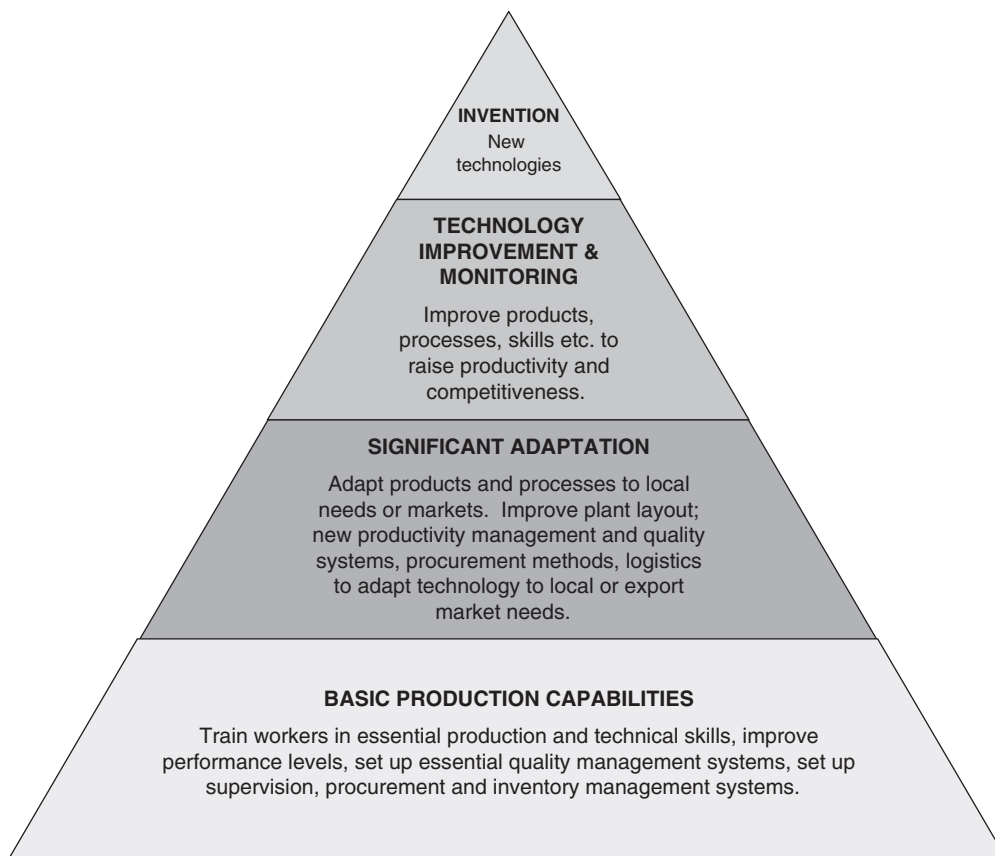 INVENTION
New
technologies
TECHNOLOGY
IMPROVEMENT &
MONITORING
Improve products,
processes, skills etc. to
raise productivity and
competitiveness.
SIGNIFICANT ADAPTATION
Adapt products and processes to local
needs or markets. Improve plant layout;
new productivity management and quality
systems, procurement methods, logistics
to adapt technology to local or export
market needs.
BASIC PRODUCTION CAPABILITIES
Train workers in essential production and technical skills, improve
performance levels, set up essential quality management systems, set up
supervision, procurement and inventory management systems.